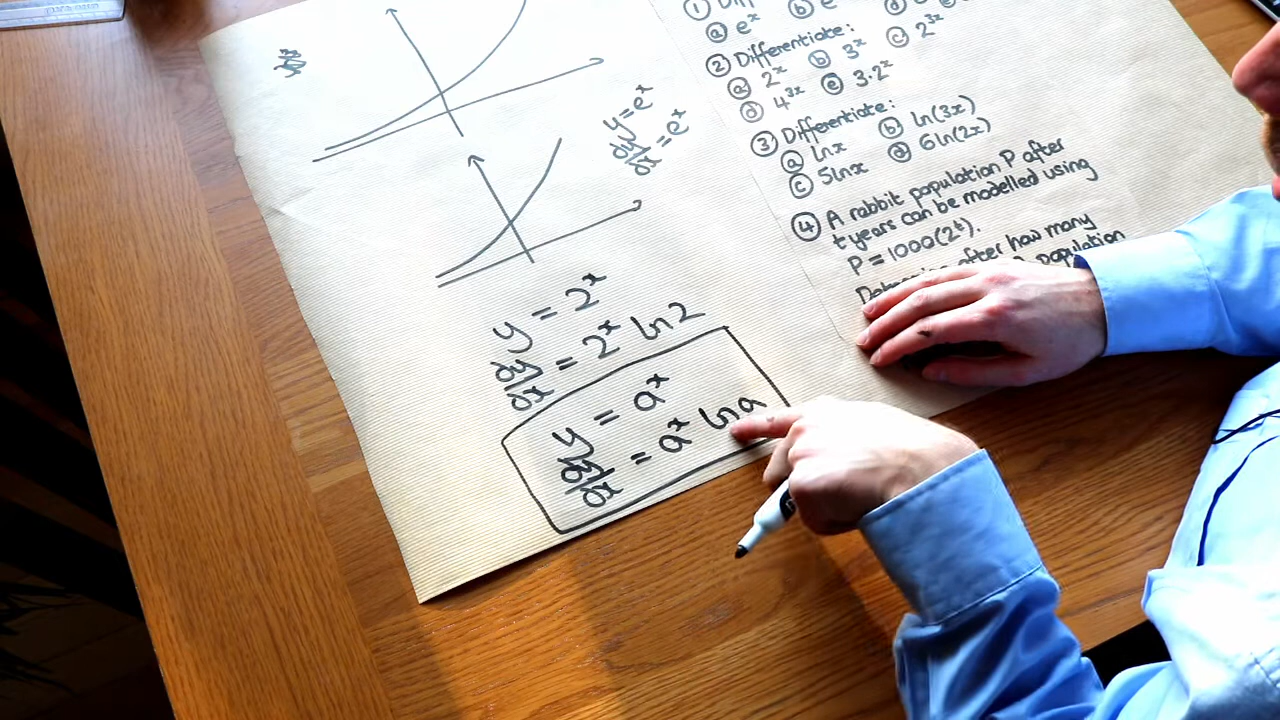 y = e^x
dy/dx = e^x
y = 2^x
dy/dx = 2^x ln2
y = a^x
dy/dx = a^x ln a
①
ⓐ e^x ⓑ e
② Differentiate:
ⓐ 2^x ⓑ 3^x ⓒ 2^3x
ⓓ 4^3x ⓔ 3·2^x
③ Differentiate:
ⓐ lnx ⓑ ln(3x)
ⓒ 5lnx ⓓ 6ln(2x)
④ A rabbit population P after
t years can be modelled using
P = 1000(2^t).
after how many
population